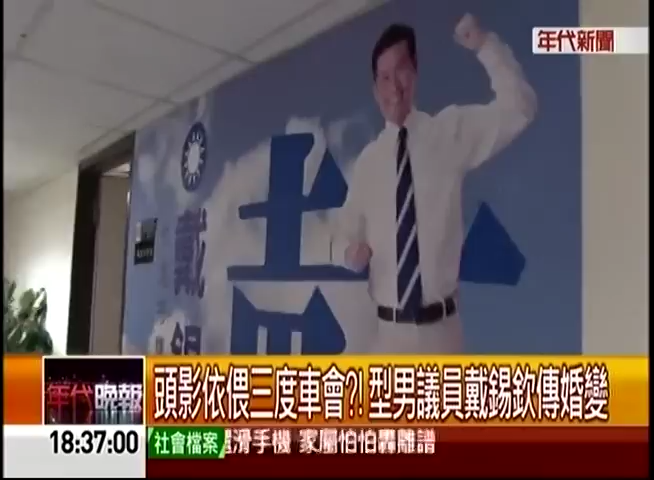 年代新聞
戴
錫
年代晚報
頭影依偎三度車會?! 型男議員戴錫欽傳婚變
18:37:00
社會檔案
滑手機 家屬怕怕轟離譜